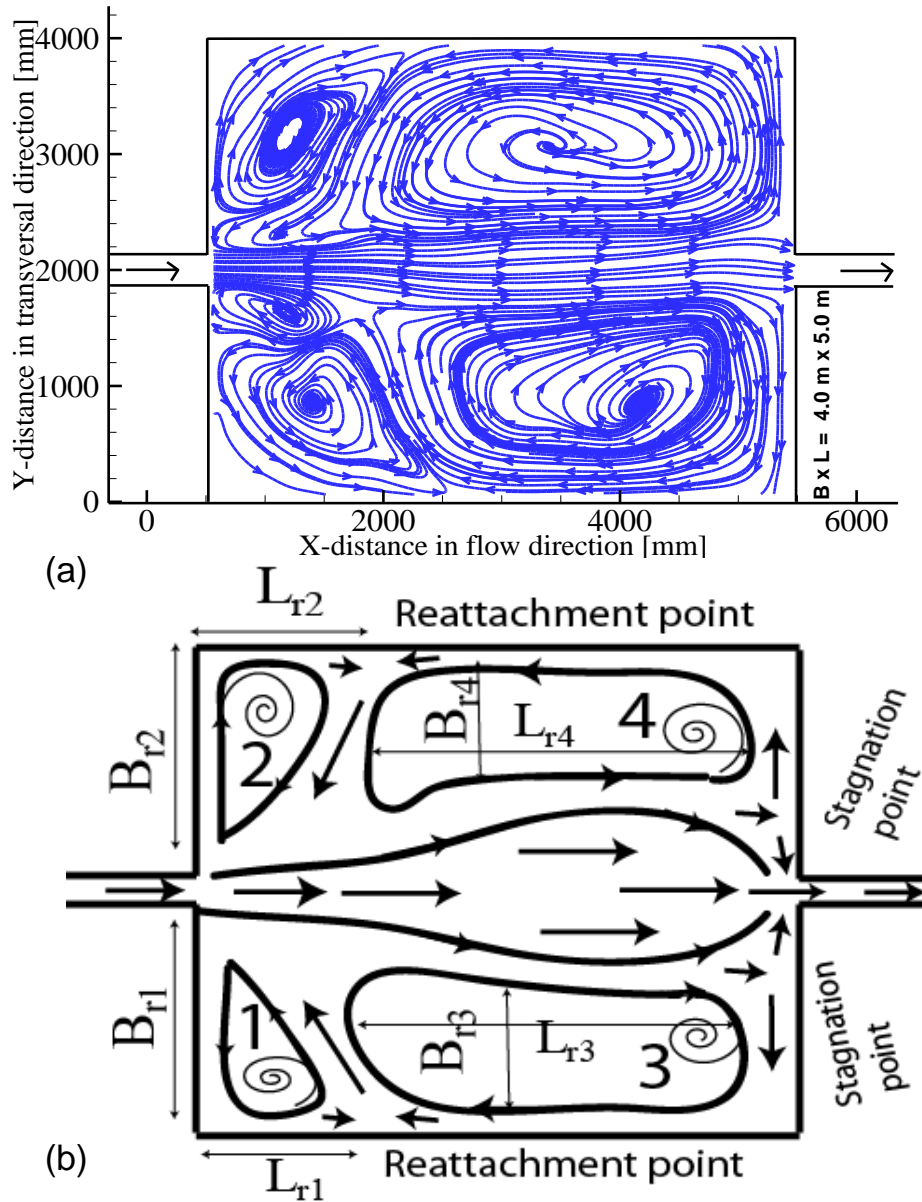 Y-distance in transversal direction [mm]
4000
3000
2000
1000
0
0
2000
4000
6000
X-distance in flow direction [mm]
B x L = 4.0 m x 5.0 m
(a)
Lr2
Reattachment point
Br2
2
Br4
Lr4
4
Stagnation
point
Br1
1
Br3
Lr3
3
Stagnation
point
(b)
Lr1
Reattachment point